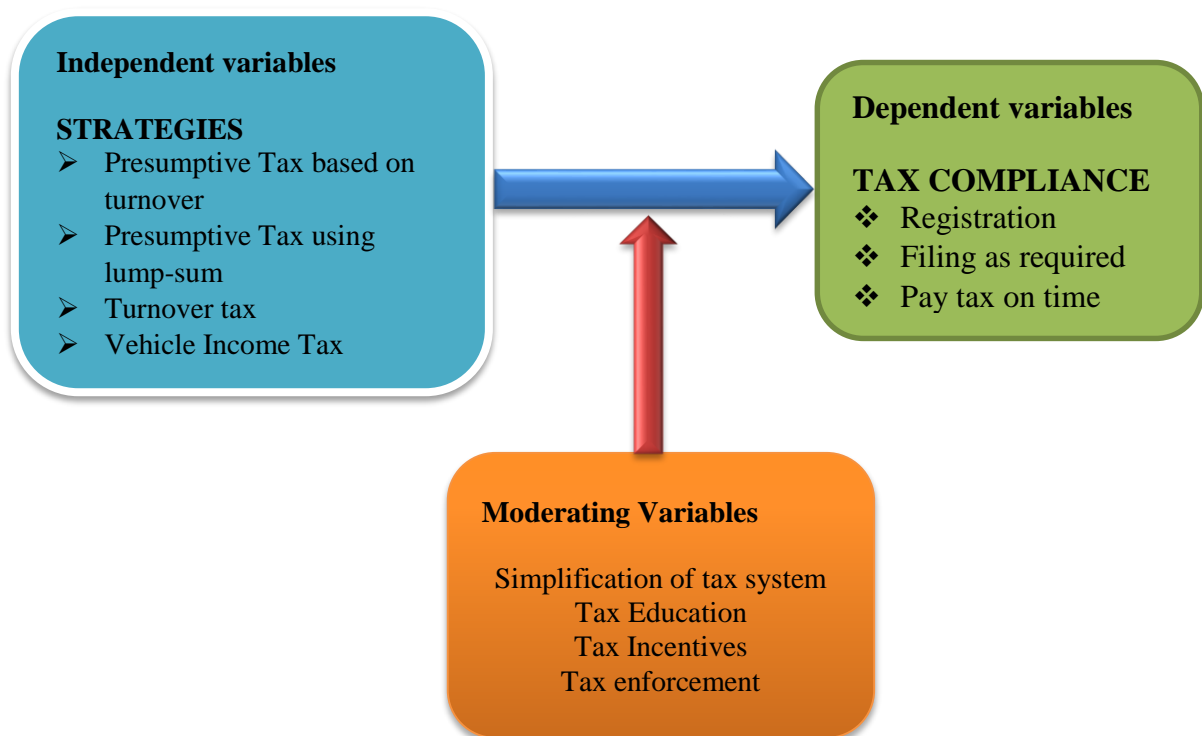 Independent variables
STRATEGIES
➢ Presumptive Tax based on
turnover
➢ Presumptive Tax using
lump-sum
➢ Turnover tax
➢ Vehicle Income Tax
Dependent variables
TAX COMPLIANCE
❖ Registration
❖ Filing as required
❖ Pay tax on time
Moderating Variables
Simplification of tax system
Tax Education
Tax Incentives
Tax enforcement